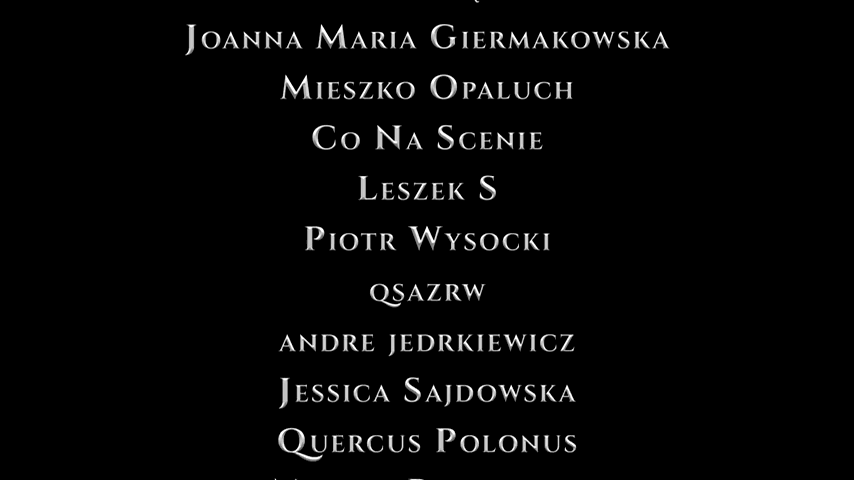 Joanna Maria Giermakowska
Mieszko Opaluch
Co Na Scenie
Leszek S
Piotr Wysocki
qsazrw
andre jedrkiewicz
Jessica Sajdowska
Quercus Polonus